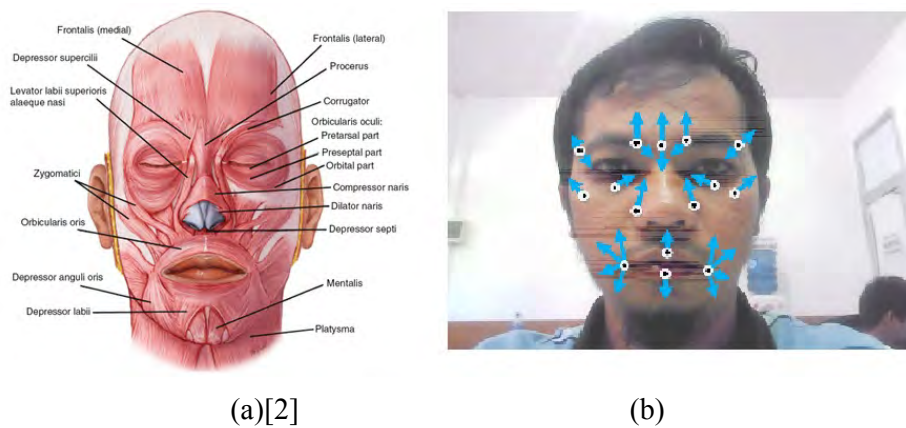 Frontalis (medial)
Depressor supercilii
Levator labii superioris
alaeque nasi
Zygomatici
Orbicularis oris
Depressor anguli oris
Depressor labii
Frontalis (lateral)
Procerus
Corrugator
Orbicularis oculi:
Pretarsal part
Preseptal part
Orbital part
Compressor naris
Dilator naris
Depressor septi
Mentalis
Platysma
(a)[2]
(b)